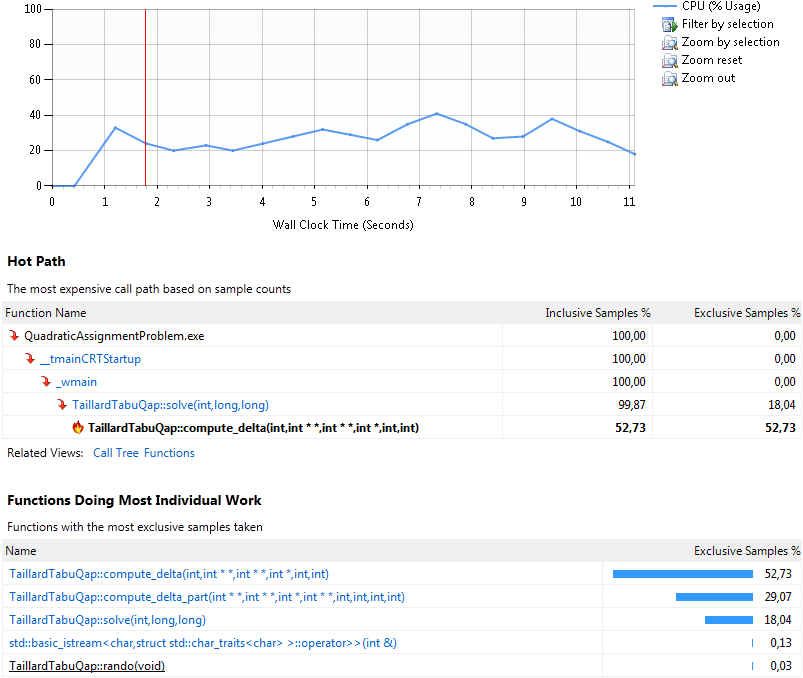 100
80
60
40
20
0
0 1 2 3 4 5 6 7 8 9 10 11
Wall Clock Time (Seconds)
CPU (% Usage)
Filter by selection
Zoom by selection
Zoom reset
Zoom out
Hot Path
The most expensive call path based on sample counts
Function Name Inclusive Samples % Exclusive Samples %
QuadraticAssignmentProblem.exe 100,00 0,00
__tmainCRTStartup 100,00 0,00
_wmain 100,00 0,00
TaillardTabuQap::solve(int,long,long) 99,87 18,04
TaillardTabuQap::compute_delta(int,int * *,int * *,int *,int,int) 52,73 52,73
Related Views: Call Tree Functions
Functions Doing Most Individual Work
Functions with the most exclusive samples taken
Name Exclusive Samples %
TaillardTabuQap::compute_delta(int,int * *,int * *,int *,int,int) 52,73
TaillardTabuQap::compute_delta_part(int * *,int * *,int *,int * *,int,int,int,int) 29,07
TaillardTabuQap::solve(int,long,long) 18,04
std::basic_istream<char,struct std::char_traits<char> >::operator>>(int &) 0,13
TaillardTabuQap::rando(void) 0,03